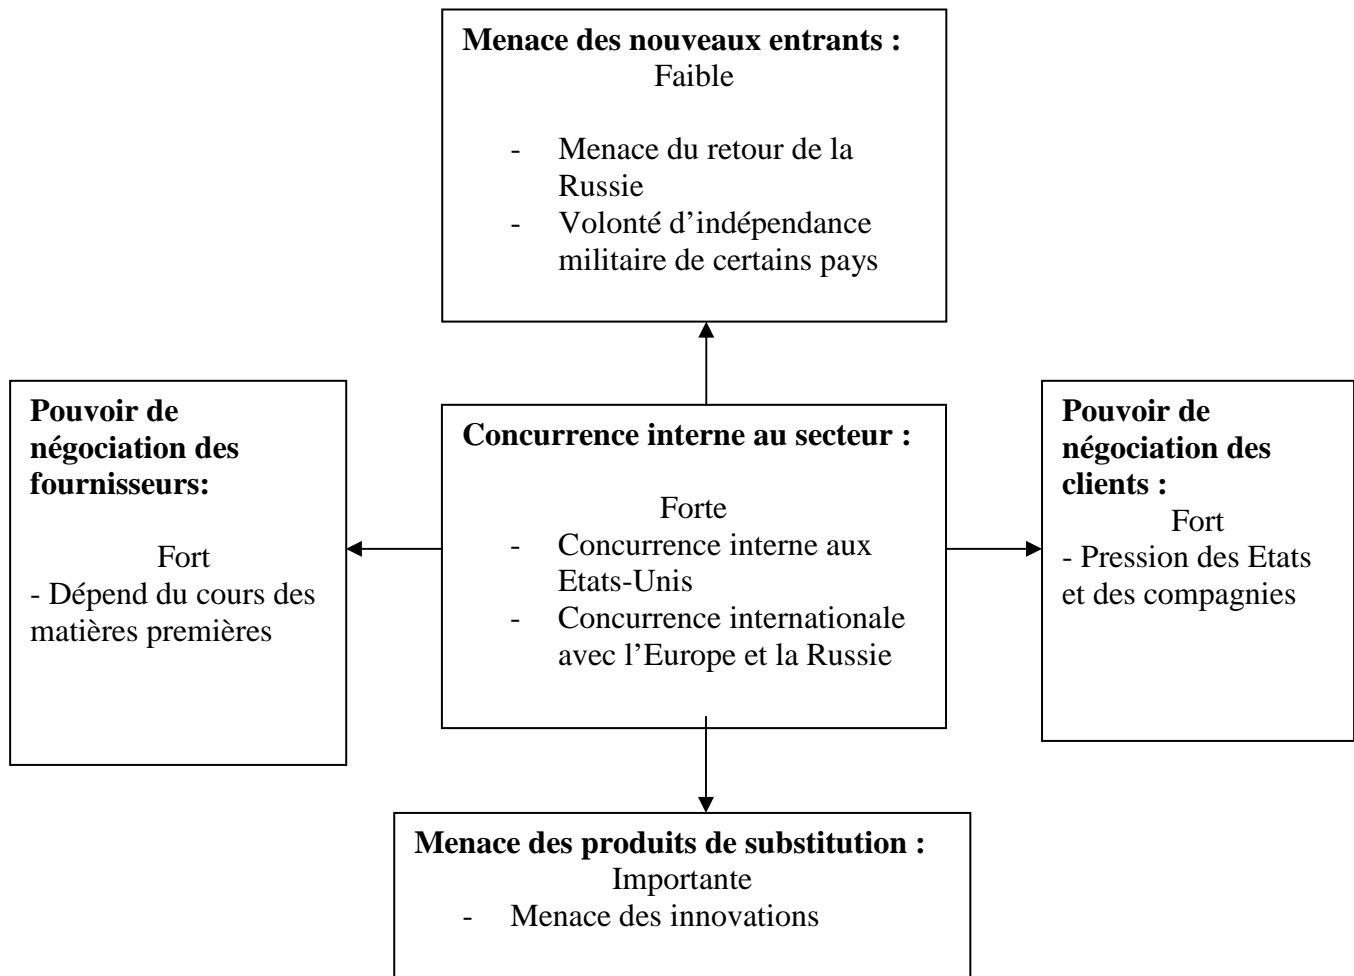 Menace des nouveaux entrants :
Faible
- Menace du retour de la
Russie
- Volonté d’indépendance
militaire de certains pays
Pouvoir de
négociation des
fournisseurs:
Fort
- Dépend du cours des
matières premières
Concurrence interne au secteur :
Forte
- Concurrence interne aux
Etats-Unis
- Concurrence internationale
avec l’Europe et la Russie
Pouvoir de
négociation des
clients :
Fort
- Pression des Etats
et des compagnies
Menace des produits de substitution :
Importante
- Menace des innovations